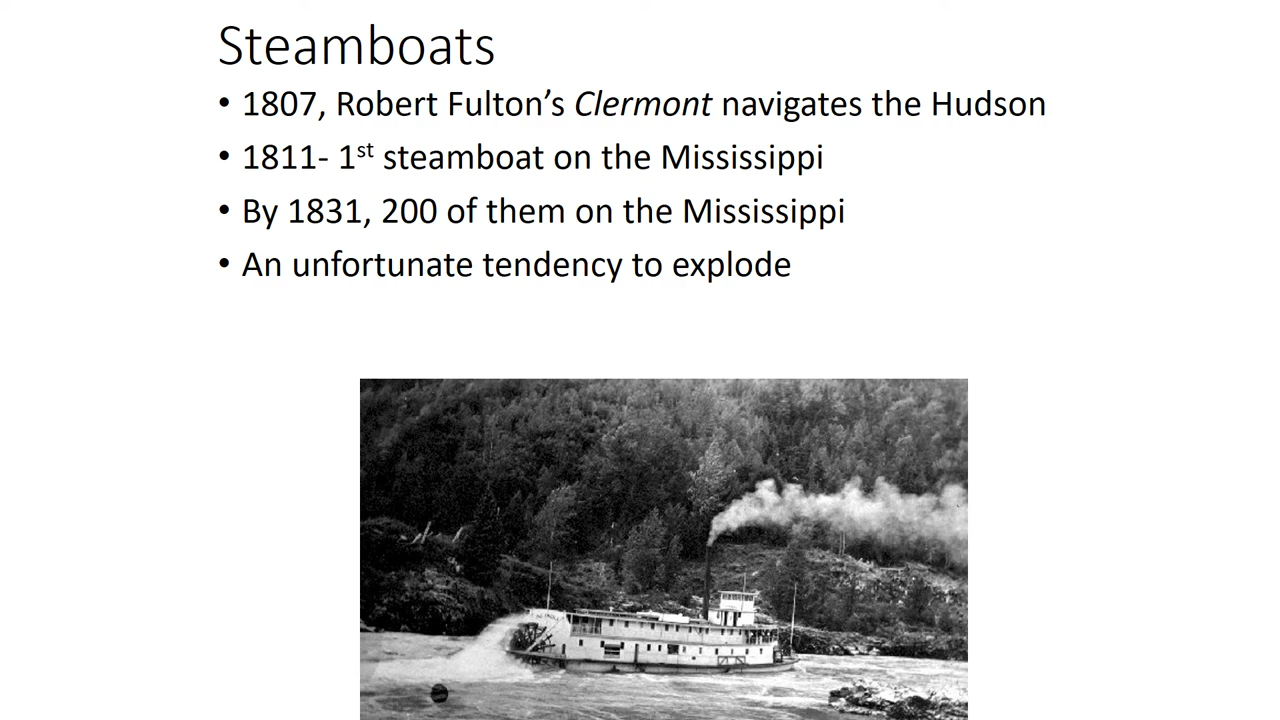 Steamboats
• 1807, Robert Fulton’s Clermont navigates the Hudson
• 1811- 1st steamboat on the Mississippi
• By 1831, 200 of them on the Mississippi
• An unfortunate tendency to explode